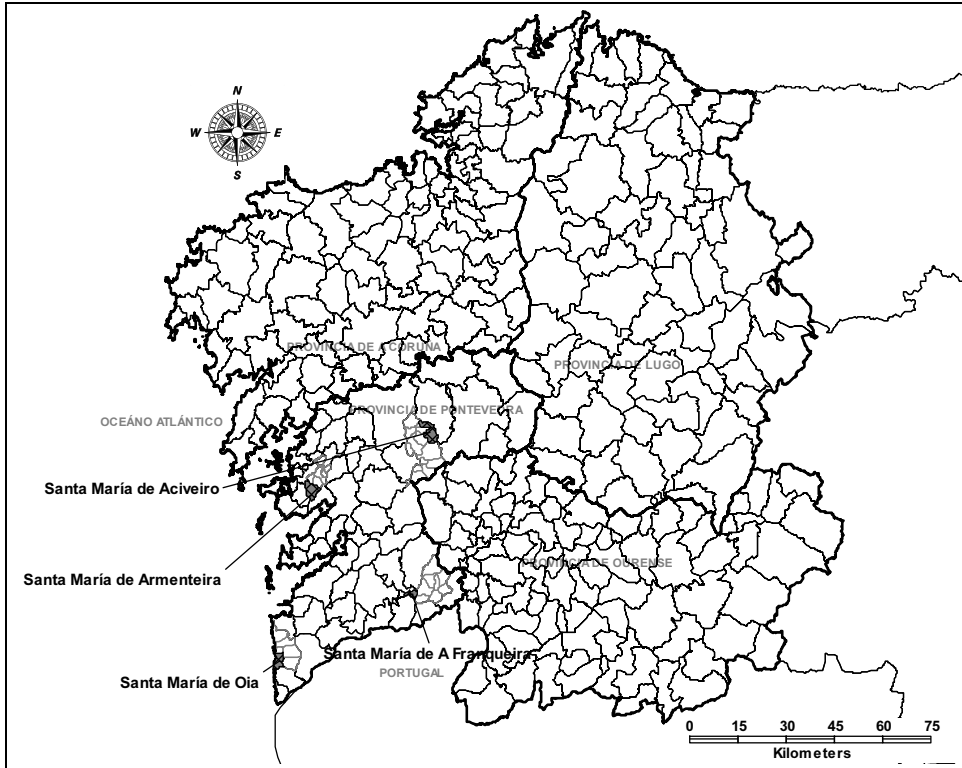 N
W E
S
PROVINCIA DE A CORUÑA
PROVINCIA DE LUGO
PROVINCIA DE PONTEVEDRA
OCEÁNO ATLÁNTICO
Santa María de Aciveiro
PROVINCIA DE OURENSE
Santa María de Armenteira
Santa María de A Franqueira
PORTUGAL
Santa María de Oia
0 15 30 45 60 75
Kilometers